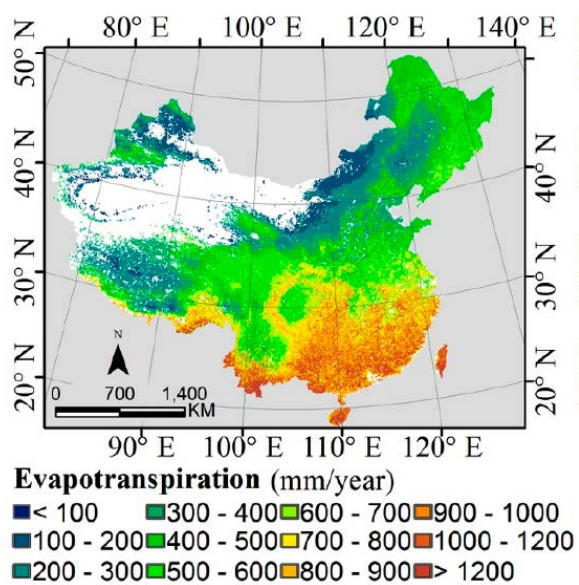 80° E 100° E 120° E 140° E
50° N
40° N
30° N
20° N
40° N
30° N
20° N
N
0 700 1,400
KM
90° E 100° E 110° E 120° E
Evapotranspiration (mm/year)
< 100 300 - 400 600 - 700 900 - 1000
100 - 200 400 - 500 700 - 800 1000 - 1200
200 - 300 500 - 600 800 - 900 > 1200